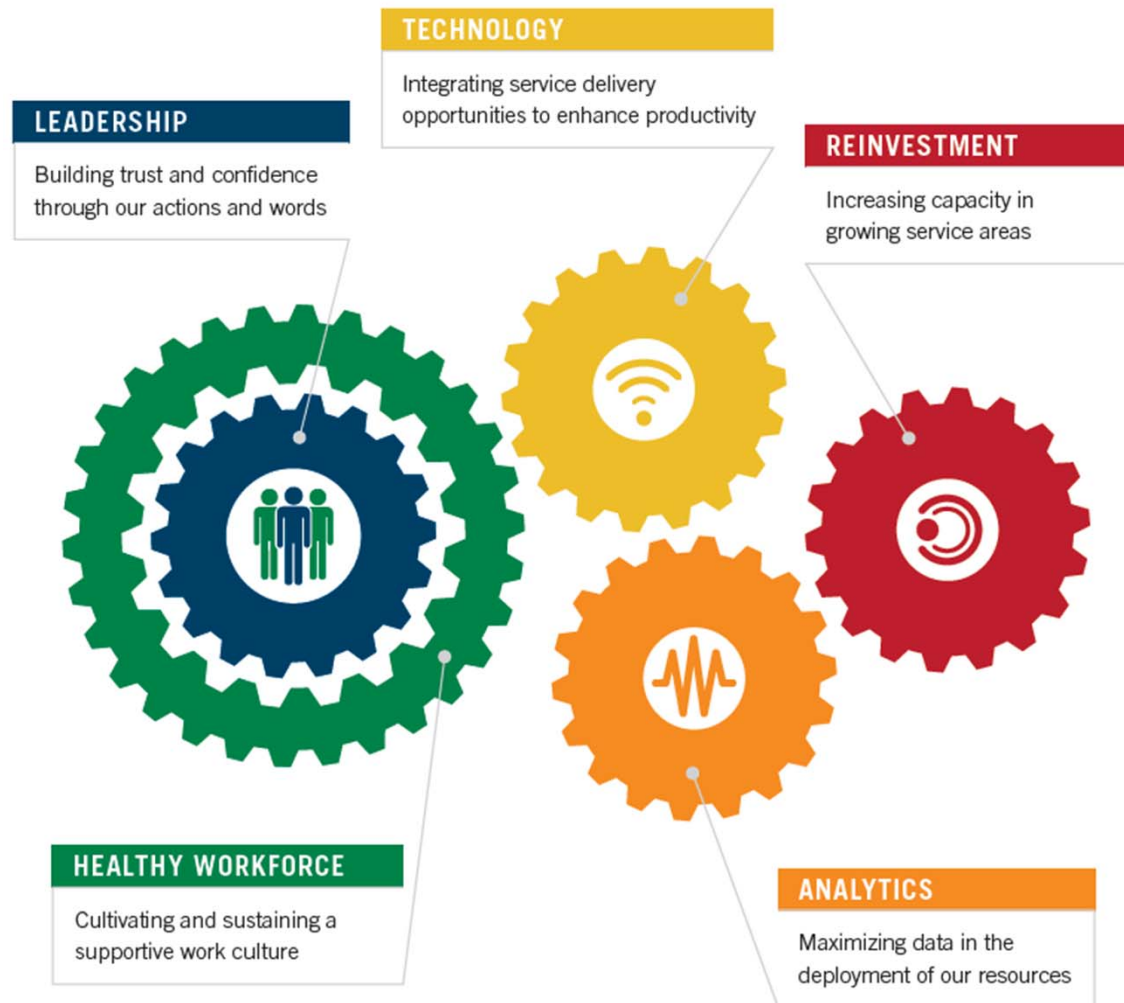 TECHNOLOGY
Integrating service delivery
opportunities to enhance productivity
LEADERSHIP
Building trust and confidence
through our actions and words
REINVESTMENT
Increasing capacity in
growing service areas
HEALTHY WORKFORCE
Cultivating and sustaining a
supportive work culture
ANALYTICS
Maximizing data in the
deployment of our resources